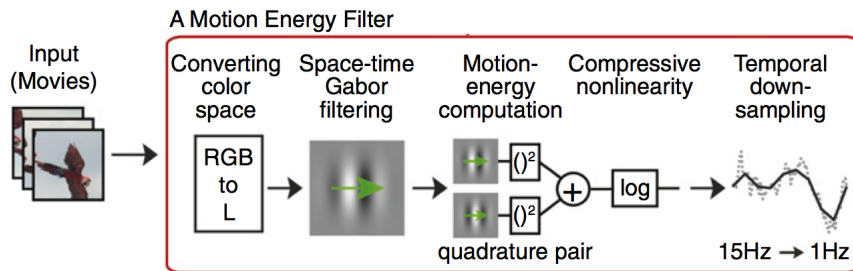 A Motion Energy Filter
Input
(Movies)
Converting
color
space
Space-time
Gabor
filtering
Motion-
energy
computation
Compressive
nonlinearity
Temporal
down-
sampling
RGB
to
L
()²
()²
+
log
quadrature pair
15Hz → 1Hz